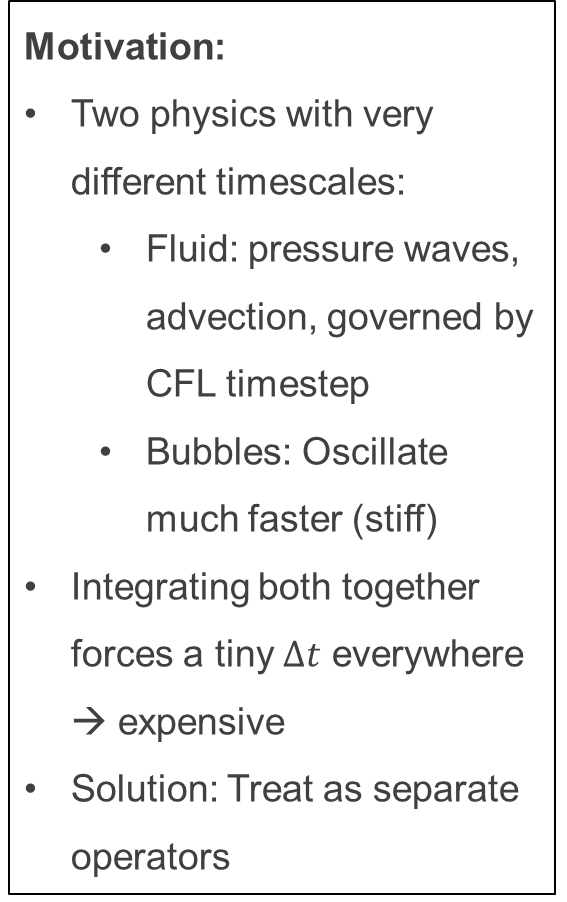 Motivation:
• Two physics with very
different timescales:
• Fluid: pressure waves,
advection, governed by
CFL timestep
• Bubbles: Oscillate
much faster (stiff)
• Integrating both together
forces a tiny Δ𝑡 everywhere
→ expensive
• Solution: Treat as separate
operators